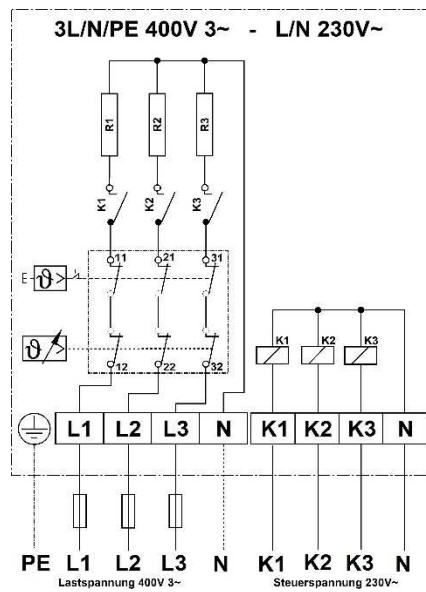 3L/N/PE 400V 3~ - L/N 230V~
R1 R2 R3
K1 K2 K3
11 21 31
E ϑ
ϑ
12 22 32
K1 K2 K3
L1 L2 L3 N K1 K2 K3 N
PE L1 L2 L3 N K1 K2 K3 N
Lastspannung 400V 3~ Steuerspannung 230V~